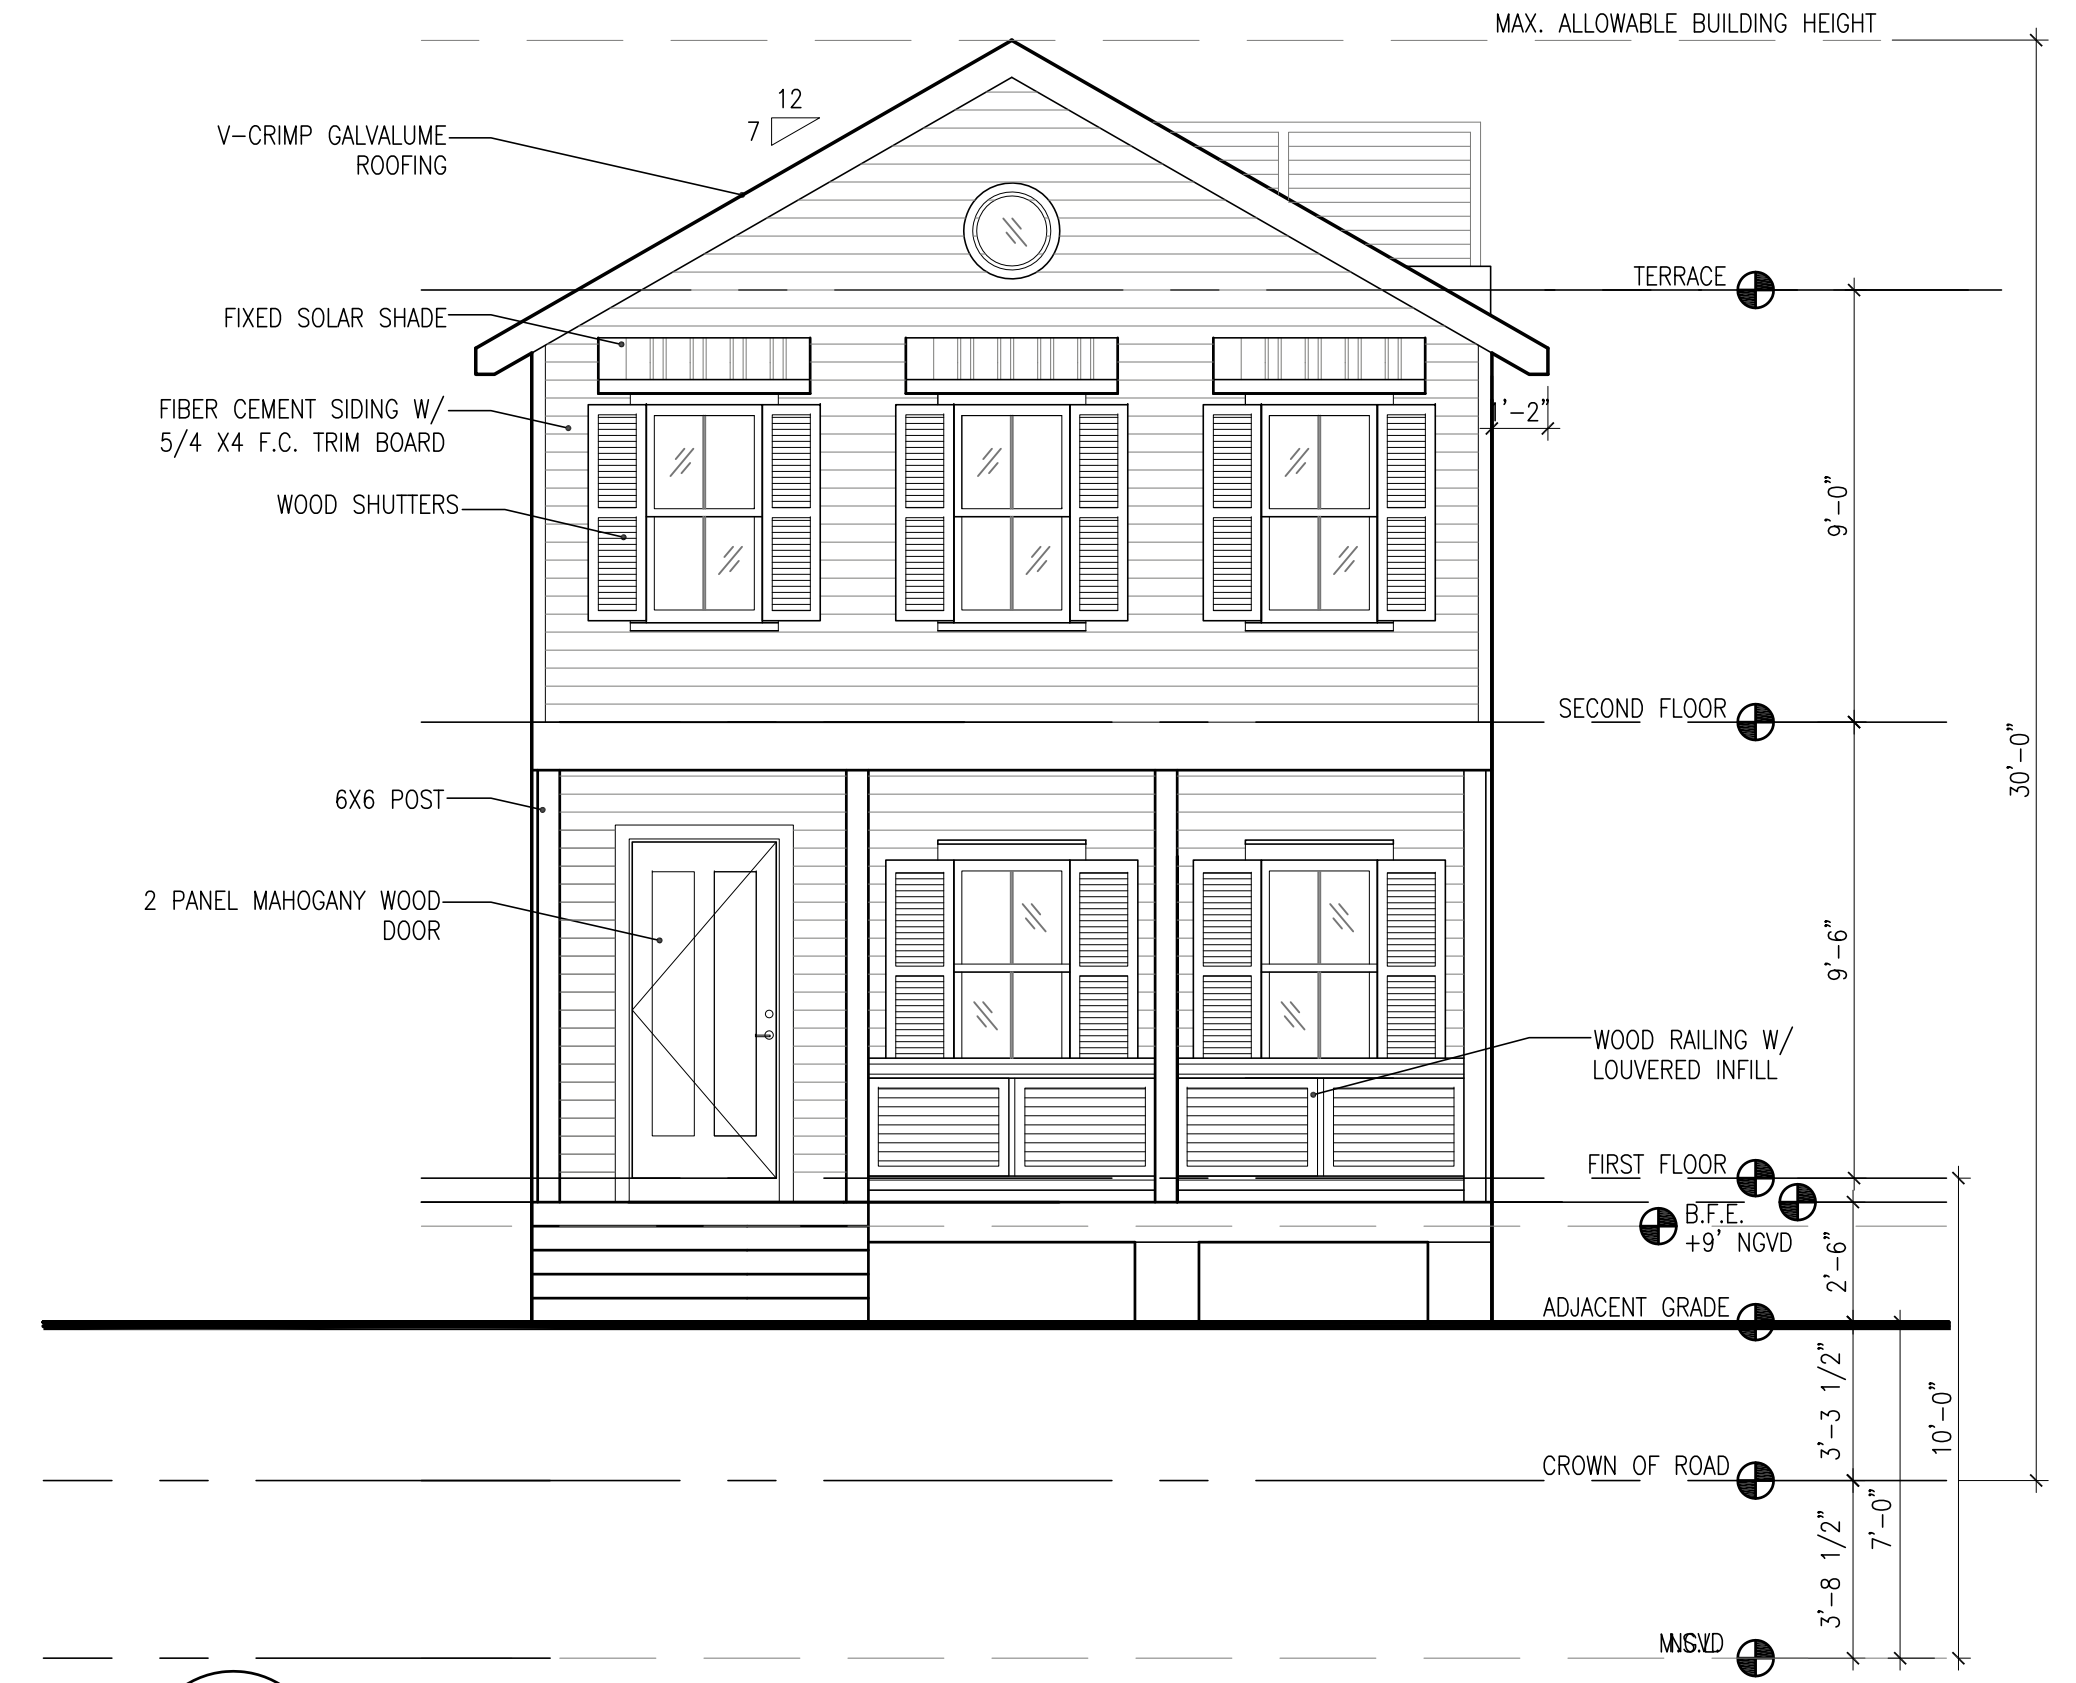 MAX. ALLOWABLE BUILDING HEIGHT
12
7
V-CRIMP GALVALUME
ROOFING
TERRACE
FIXED SOLAR SHADE
FIBER CEMENT SIDING W/
5/4 X4 F.C. TRIM BOARD
1'-2"
WOOD SHUTTERS
9'-0"
SECOND FLOOR
30'-0"
6X6 POST
2 PANEL MAHOGANY WOOD
DOOR
9'-6"
WOOD RAILING W/
LOUVERED INFILL
FIRST FLOOR
B.F.E.
+9' NGVD
2'-6"
ADJACENT GRADE
3'-3 1/2"
10'-0"
CROWN OF ROAD
3'-8 1/2"
7'-0"